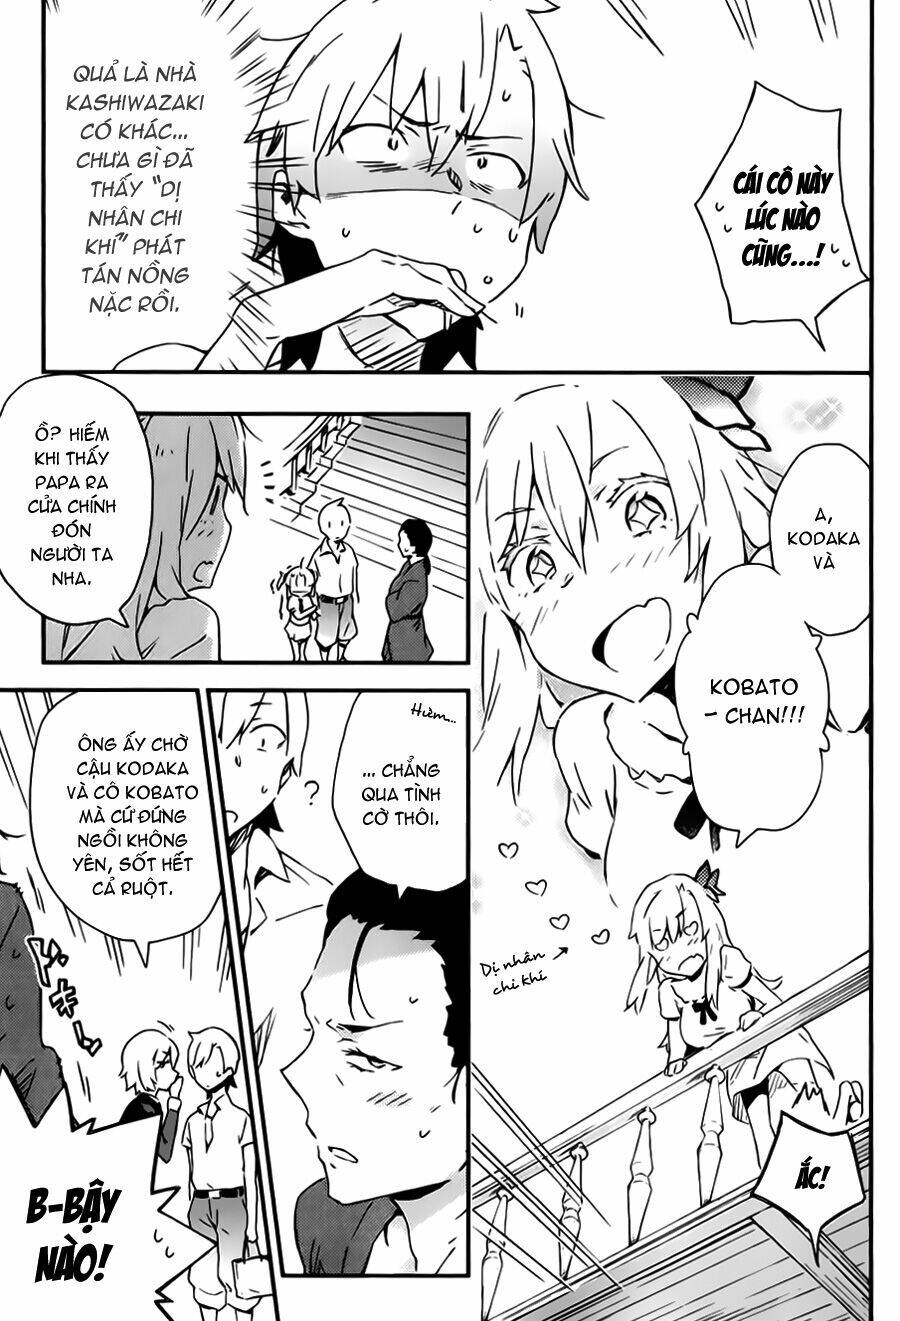 CÁI CÔ NÀY
LÚC NÀO
CŨNG....!
QUẢ LÀ NHÀ
KASHIWAZAKI
CÓ KHÁC...
CHƯA GÌ ĐÃ
THẤY "DỊ
NHÂN CHI
KHÍ" PHÁT
TÁN NỒNG
NẶC RỒI.
A,
KODAKA
VÀ
KOBATO
- CHAN!!!
Dị nhân
chi khí
ẮC!
Ồ? HIẾM
KHI THẤY
PAPA RA
CỬA CHÍNH
ĐÓN
NGƯỜI TA
NHA.
Hừm...
... CHẲNG
QUA TÌNH
CỜ THÔI.
?
ÔNG ẤY CHỜ
CẬU KODAKA
VÀ CÔ KOBATO
MÀ CỨ ĐỨNG
NGỒI KHÔNG
YÊN, SỐT HẾT
CẢ RUỘT.
B-BẬY
NÀO!